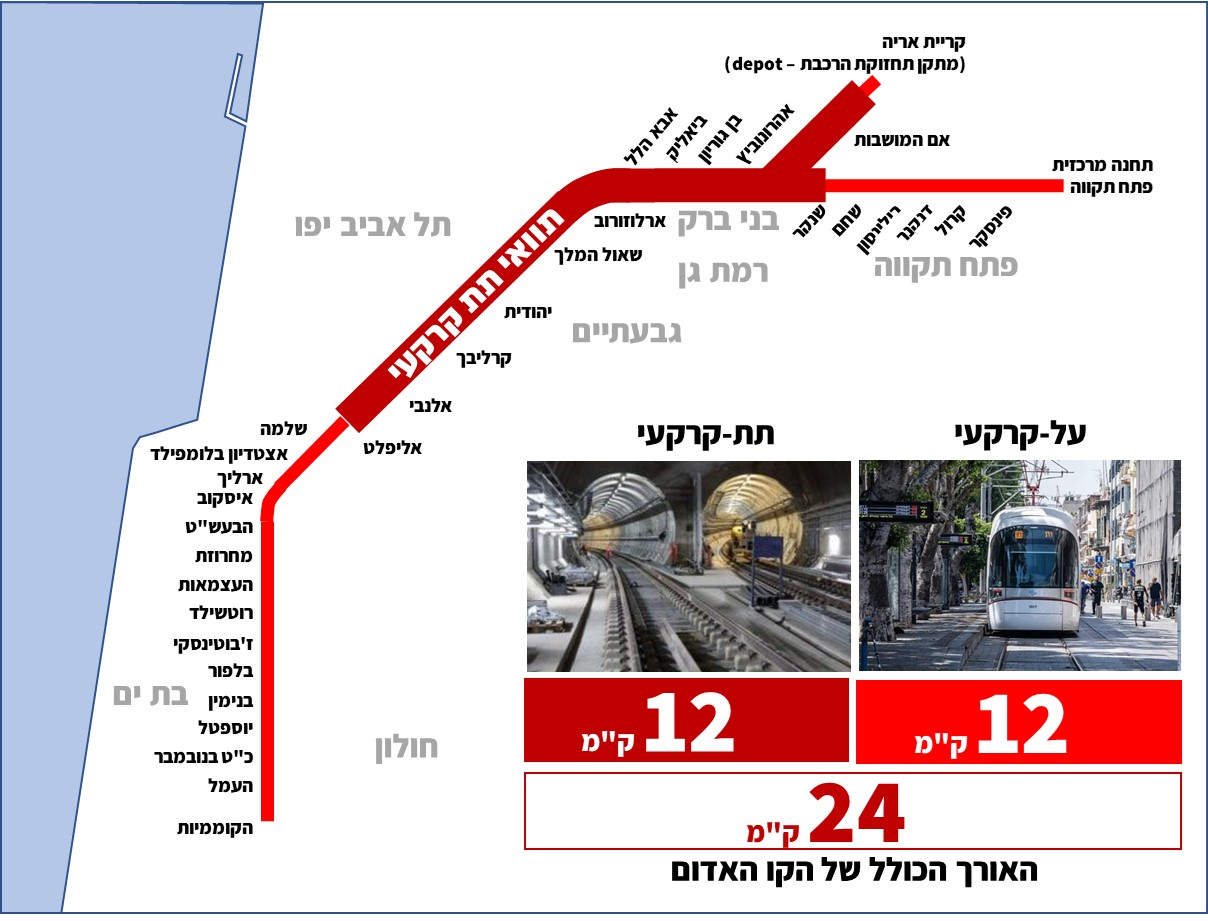 קריית אריה
(מתקן תחזוקת הרכבת – depot)
אבא הלל
ביאליק
בן גוריון
אהרונוביץ
אם המושבות
תחנה מרכזית
פתח תקווה
שנקר
שחם
רילינסון
דנקנר
קרול
פינסקר
תל אביב יפו
בני ברק
רמת גן
גבעתיים
פתח תקווה
תוואי תת קרקעי
ארלוזורוב
שאול המלך
יהודית
קרליבך
אלנבי
אליפלט
שלמה
אצטדיון בלומפילד
ארליך
איסקוב
הבעש"ט
מחרוזת
העצמאות
רוטשילד
ז'בוטינסקי
בלפור
בנימין
יוספטל
כ"ט בנובמבר
העמל
הקוממיות
בת ים
חולון
על-קרקעי
תת-קרקעי
12 ק"מ
12 ק"מ
24 ק"מ
האורך הכולל של הקו האדום